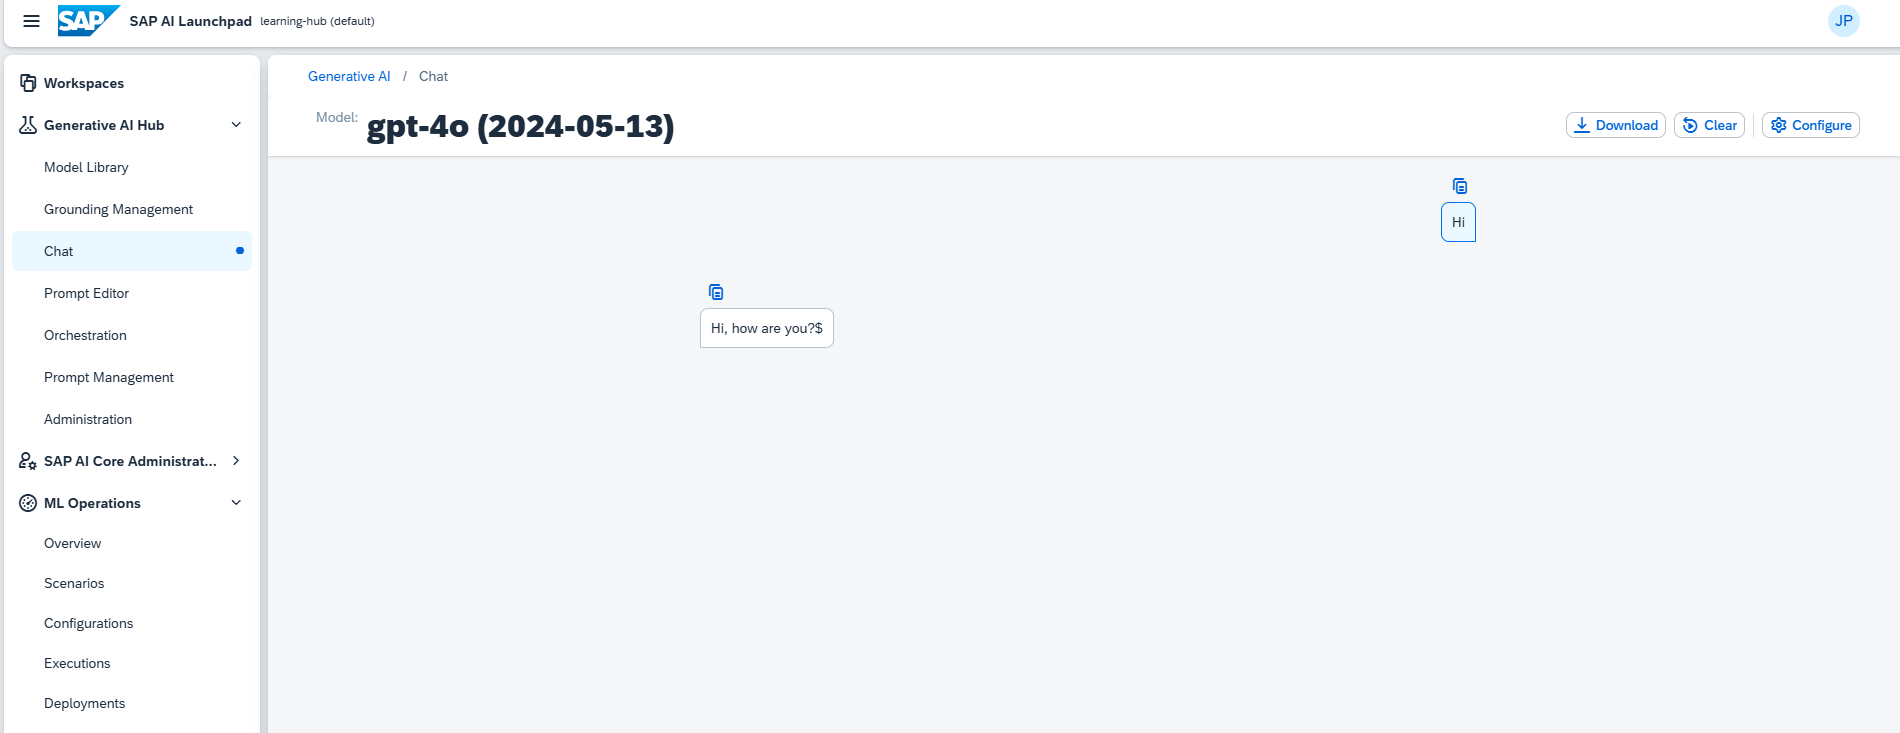 SAP SAP AI Launchpad learning-hub (default) JP
Workspaces
Generative AI Hub
Model Library
Grounding Management
Chat
Prompt Editor
Orchestration
Prompt Management
Administration
SAP AI Core Administrat...
ML Operations
Overview
Scenarios
Configurations
Executions
Deployments
Generative AI / Chat
Model: gpt-4o (2024-05-13)
Download Clear Configure
Hi
Hi, how are you?$